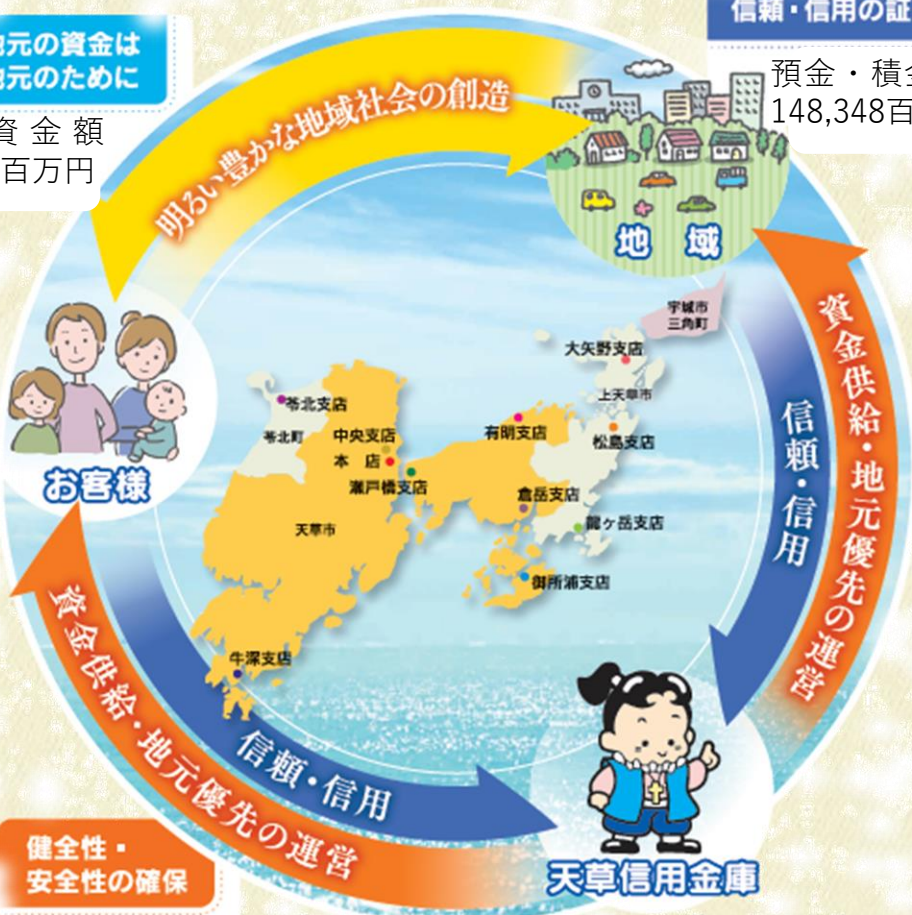 信頼・信用の証
預金・積金
148,348百
地元の資金は
地元のために
資金額
百万円
明るい豊かな地域社会の創造
地域
資金供給・地元優先の運営
信頼・信用
お客様
宇城市
三角町
大矢野支店
上天草市
苓北支店
苓北町
中央支店
本店
瀬戸橋支店
有明支店
松島支店
倉岳支店
龍ヶ岳支店
天草市
御所浦支店
牛深支店
資金供給・地元優先の運営
信頼・信用
健全性・
安全性の確保
天草信用金庫